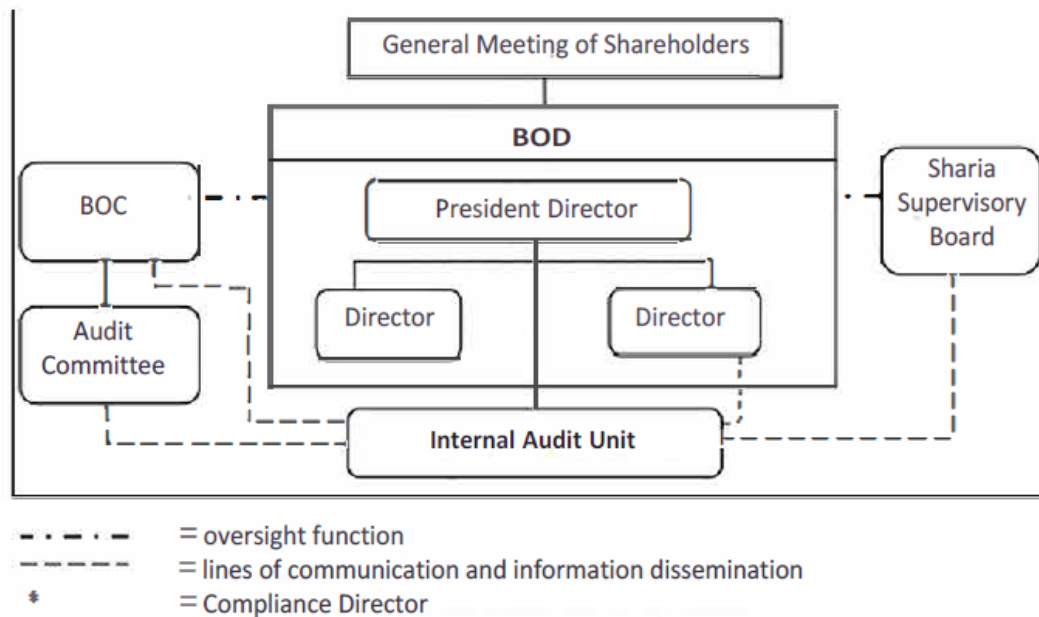 General Meeting of Shareholders
BOD
BOC
President Director
Sharia
Supervisory
Board
Director
Director
Audit
Committee
Internal Audit Unit
= oversight function
= lines of communication and information dissemination
* = Compliance Director